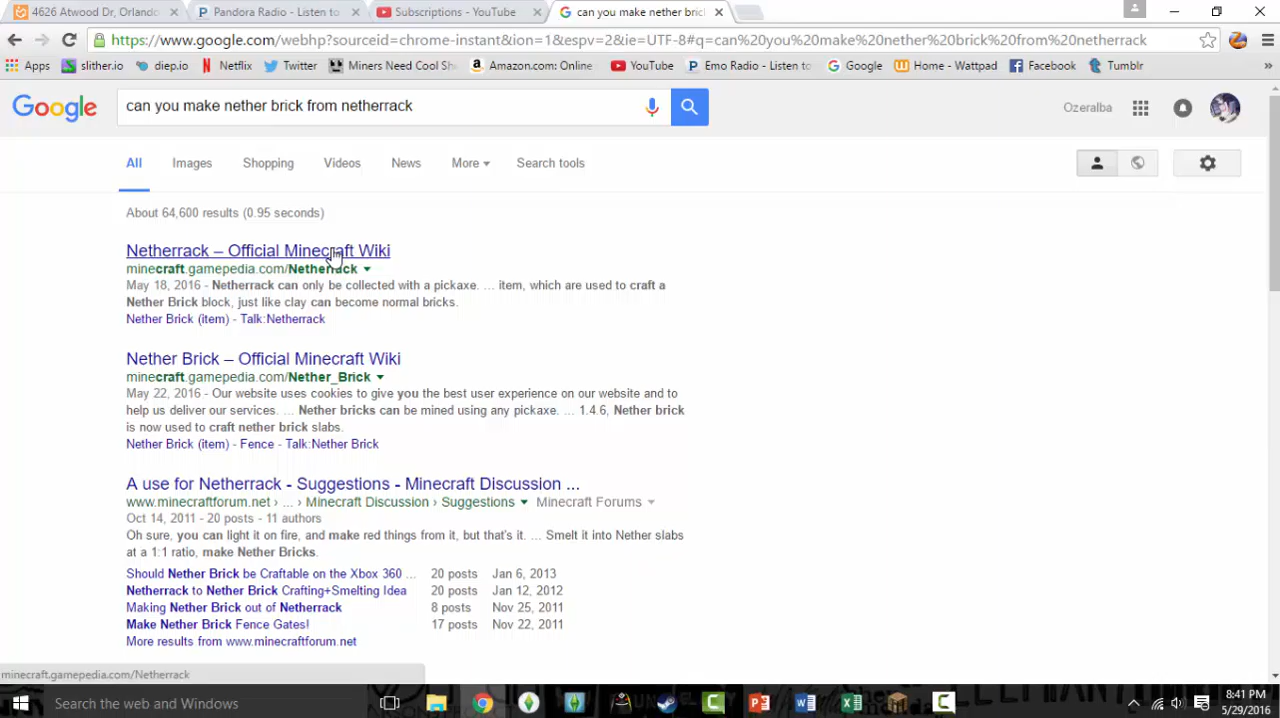 4626 Atwood Dr, Orlando
Pandora Radio - Listen to
Subscriptions - YouTube
can you make nether bric
https://www.google.com/webhp?sourceid=chrome-instant&ion=1&espv=2&ie=UTF-8#q=can%20you%20make%20nether%20brick%20from%20netherrack
Apps slither.io diep.io Netflix Twitter Miners Need Cool Sh Amazon.com: Online YouTube Emo Radio - Listen to Google Home - Wattpad Facebook Tumblr »
Google can you make nether brick from netherrack Ozeralba
All Images Shopping Videos News More Search tools
About 64,600 results (0.95 seconds)
Netherrack – Official Minecraft Wiki
minecraft.gamepedia.com/Netherrack
May 18, 2016 - Netherrack can only be collected with a pickaxe. ... item, which are used to craft a
Nether Brick block, just like clay can become normal bricks.
Nether Brick (item) - Talk:Netherrack
Nether Brick – Official Minecraft Wiki
minecraft.gamepedia.com/Nether_Brick
May 22, 2016 - Our website uses cookies to give you the best user experience on our website and to
help us deliver our services. ... Nether bricks can be mined using any pickaxe. ... 1.4.6, Nether brick
is now used to craft nether brick slabs.
Nether Brick (item) - Fence - Talk:Nether Brick
A use for Netherrack - Suggestions - Minecraft Discussion ...
www.minecraftforum.net › ... › Minecraft Discussion › Suggestions Minecraft Forums
Oct 14, 2011 - 20 posts - 11 authors
Oh sure, you can light it on fire, and make red things from it, but that's it. ... Smelt it into Nether slabs
at a 1:1 ratio, make Nether Bricks.
Should Nether Brick be Craftable on the Xbox 360 ... 20 posts Jan 6, 2013
Netherrack to Nether Brick Crafting+Smelting Idea 20 posts Jan 12, 2012
Making Nether Brick out of Netherrack 8 posts Nov 25, 2011
Make Nether Brick Fence Gates! 17 posts Nov 22, 2011
More results from www.minecraftforum.net
minecraft.gamepedia.com/Netherrack
Search the web and Windows
8:41 PM
5/29/2016